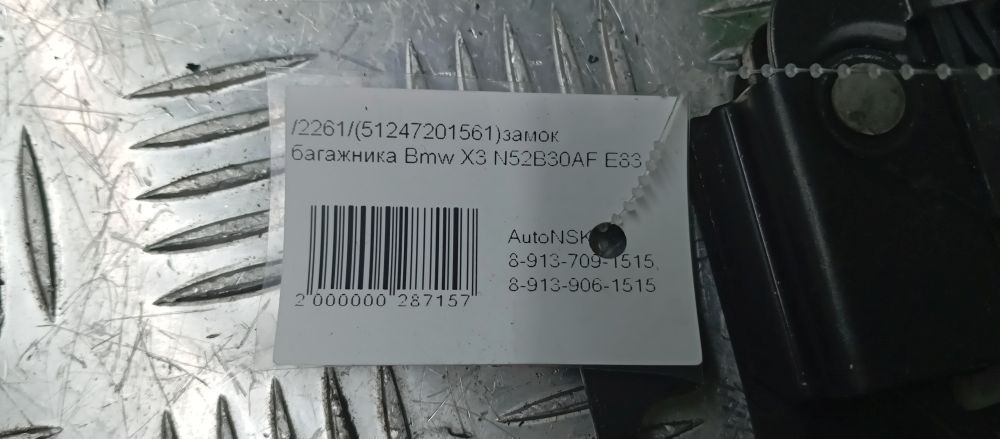 /2261/(51247201561)замок
багажника Bmw X3 N52B30AF E83
AutoNSK
8-913-709-1515,
8-913-906-1515
2 000000 287157